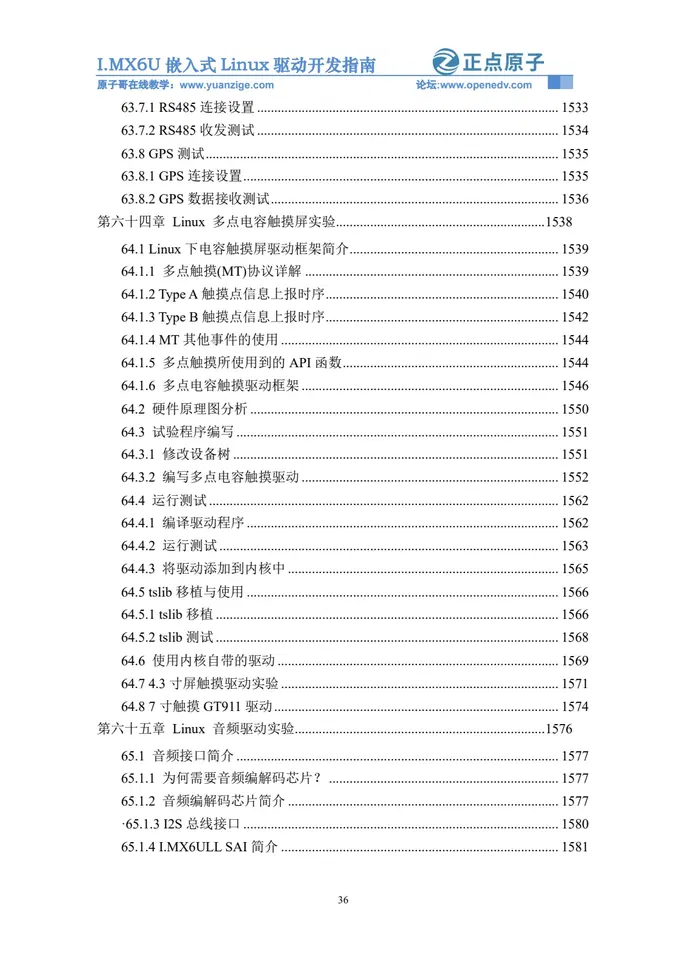 I.MX6U 嵌入式 Linux 驱动开发指南
正点原子
原子哥在线教学：www.yuanzige.com 论坛:www.openedv.com
63.7.1 RS485 连接设置 ........ 1533
63.7.2 RS485 收发测试 ........ 1534
63.8 GPS 测试 ........ 1535
63.8.1 GPS 连接设置 ........ 1535
63.8.2 GPS 数据接收测试 ........ 1536
第六十四章 Linux 多点电容触摸屏实验 ........ 1538
64.1 Linux 下电容触摸屏驱动框架简介 ........ 1539
64.1.1 多点触摸(MT)协议详解 ........ 1539
64.1.2 Type A 触摸点信息上报时序 ........ 1540
64.1.3 Type B 触摸点信息上报时序 ........ 1542
64.1.4 MT 其他事件的使用 ........ 1544
64.1.5 多点触摸所使用到的 API 函数 ........ 1544
64.1.6 多点电容触摸驱动框架 ........ 1546
64.2 硬件原理图分析 ........ 1550
64.3 试验程序编写 ........ 1551
64.3.1 修改设备树 ........ 1551
64.3.2 编写多点电容触摸驱动 ........ 1552
64.4 运行测试 ........ 1562
64.4.1 编译驱动程序 ........ 1562
64.4.2 运行测试 ........ 1563
64.4.3 将驱动添加到内核中 ........ 1565
64.5 tslib 移植与使用 ........ 1566
64.5.1 tslib 移植 ........ 1566
64.5.2 tslib 测试 ........ 1568
64.6 使用内核自带的驱动 ........ 1569
64.7 4.3 寸屏触摸驱动实验 ........ 1571
64.8 7 寸触摸 GT911 驱动 ........ 1574
第六十五章 Linux 音频驱动实验 ........ 1576
65.1 音频接口简介 ........ 1577
65.1.1 为何需要音频编解码芯片？ ........ 1577
65.1.2 音频编解码芯片简介 ........ 1577
·65.1.3 I2S 总线接口 ........ 1580
65.1.4 I.MX6ULL SAI 简介 ........ 1581
36